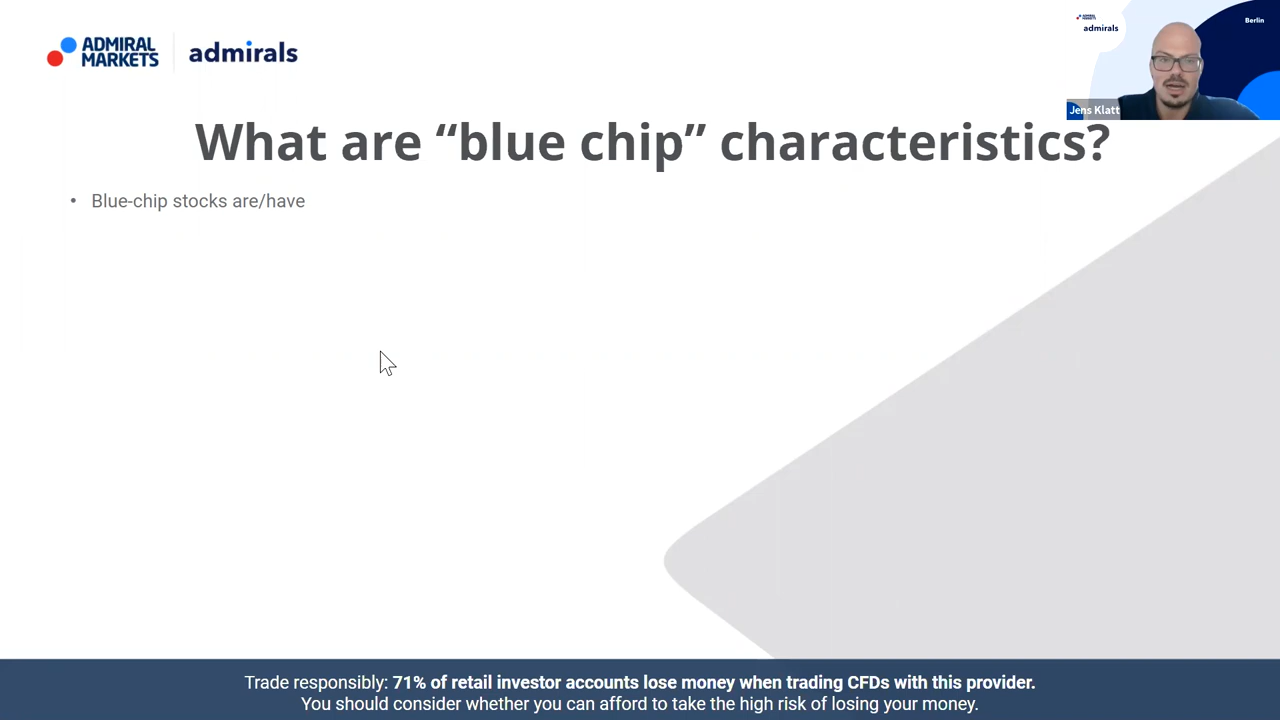 ADMIRAL
MARKETS
admirals
ADMIRAL
MARKETS
admirals
Berlin
Jens Klatt
What are “blue chip” characteristics?
• Blue-chip stocks are/have
Trade responsibly: 71% of retail investor accounts lose money when trading CFDs with this provider.
You should consider whether you can afford to take the high risk of losing your money.